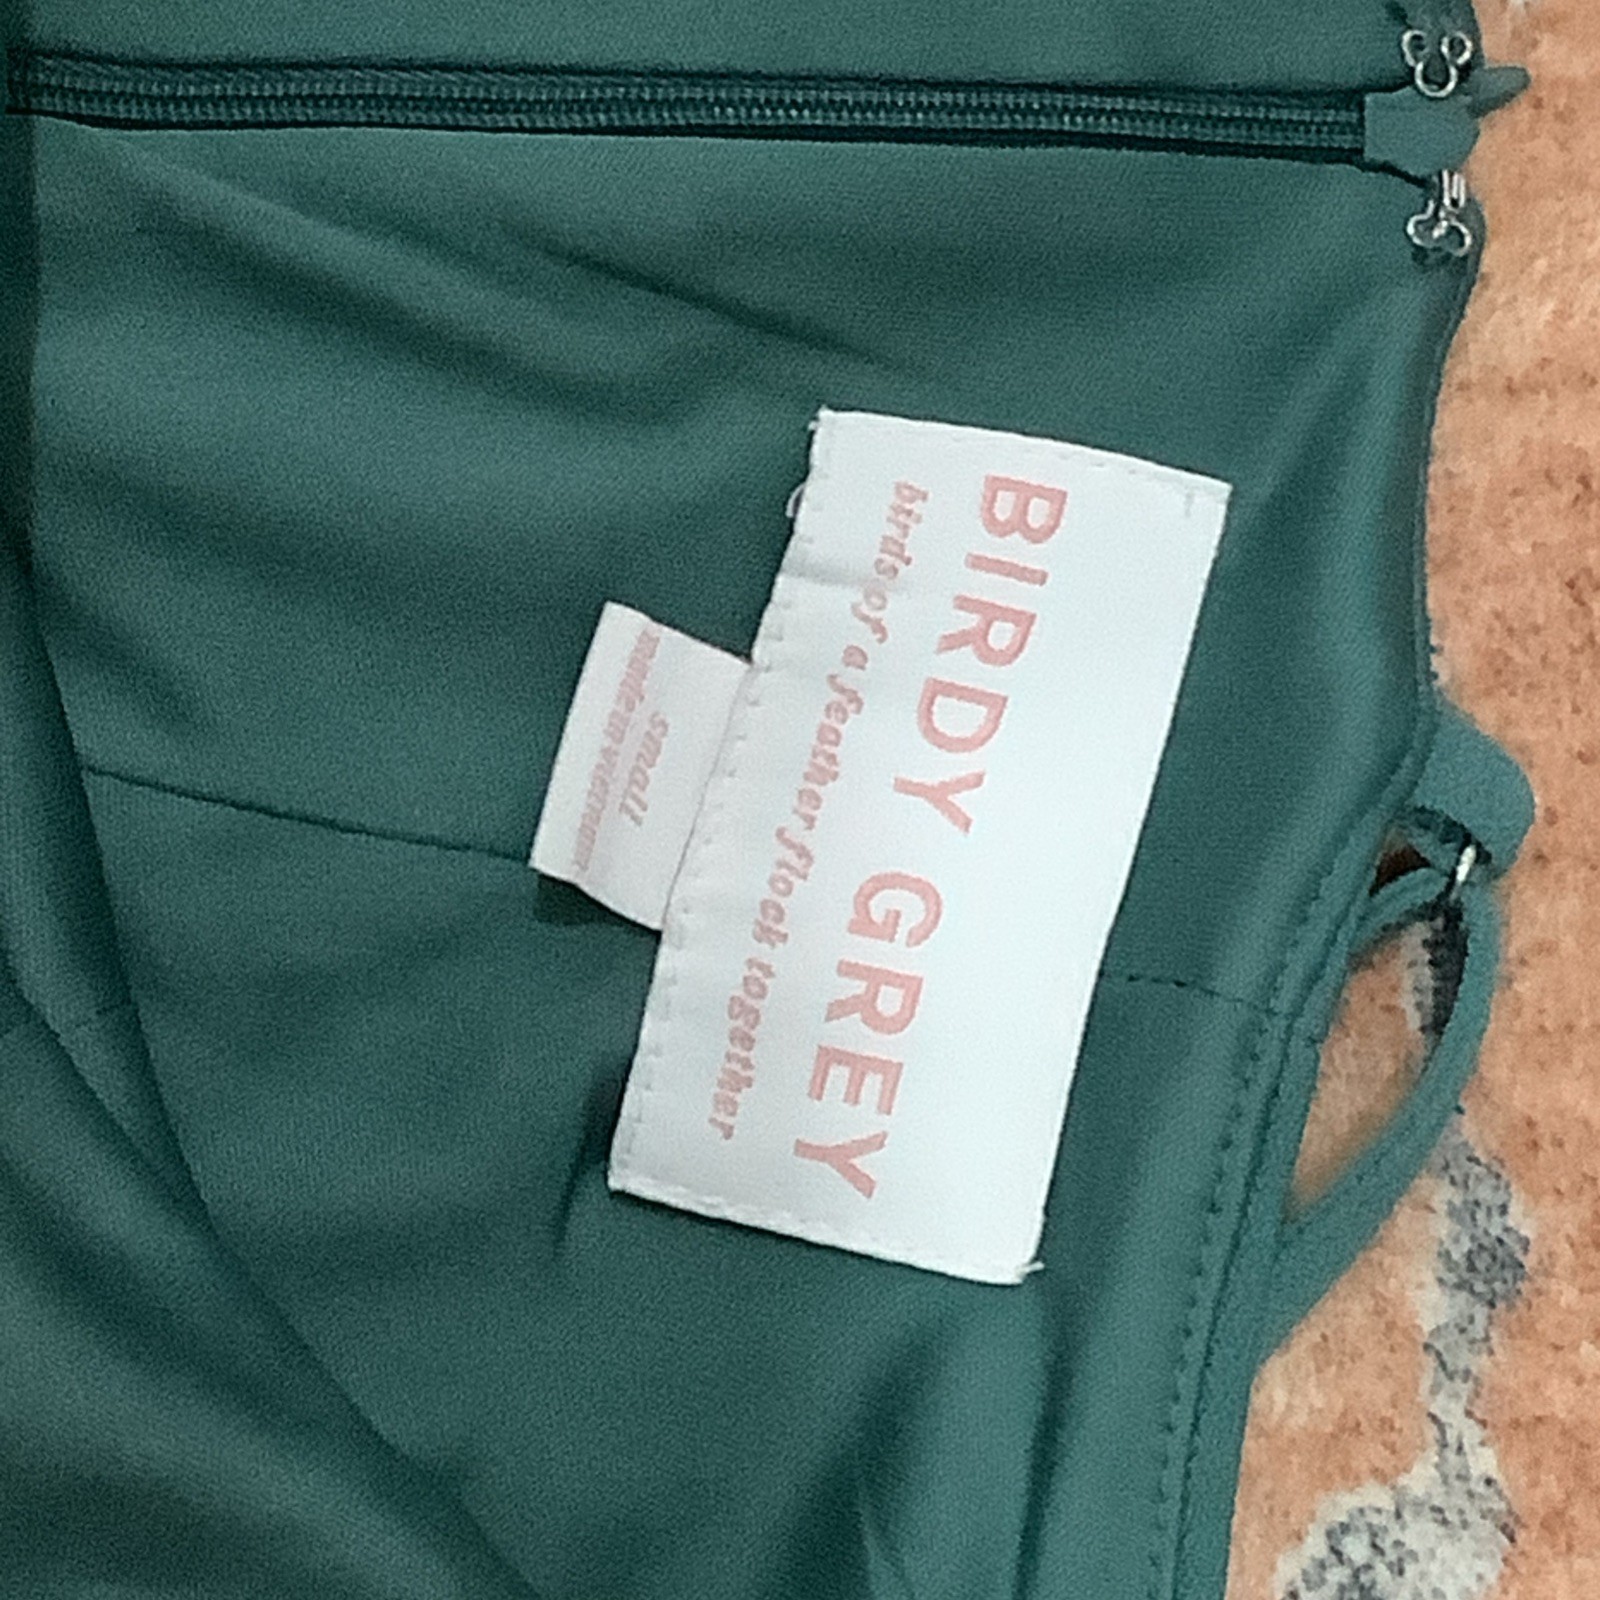 BIRDY GREY
birds of a feather flock together
small
made in vietnam